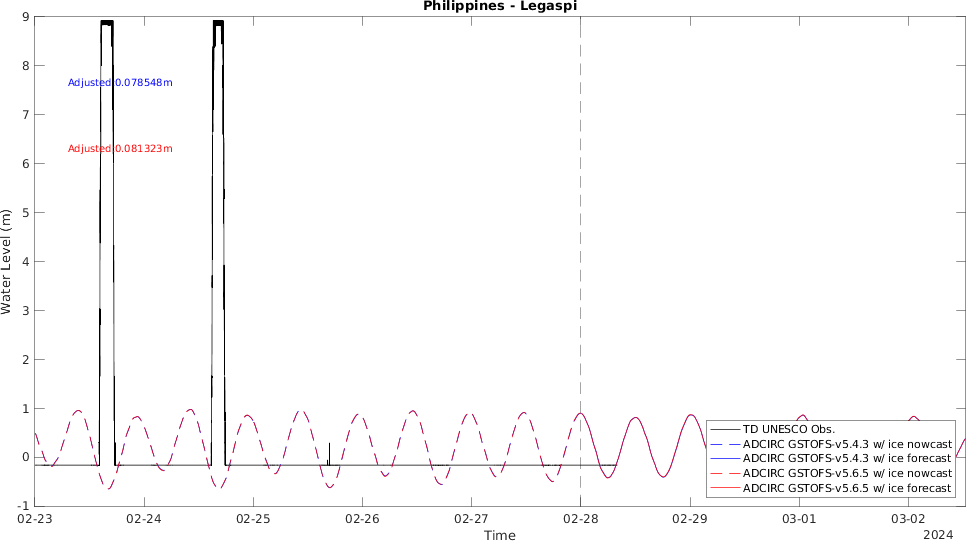 Philippines - Legaspi
9
8
Adjusted 0.078548m
7
Adjusted 0.081323m
6
5
4
Water Level (m)
3
2
1
0
-1
TD UNESCO Obs.
ADCIRC GSTOFS-v5.4.3 w/ ice nowcast
ADCIRC GSTOFS-v5.4.3 w/ ice forecast
ADCIRC GSTOFS-v5.6.5 w/ ice nowcast
ADCIRC GSTOFS-v5.6.5 w/ ice forecast
02-23 02-24 02-25 02-26 02-27 02-28 02-29 03-01 03-02
Time
2024